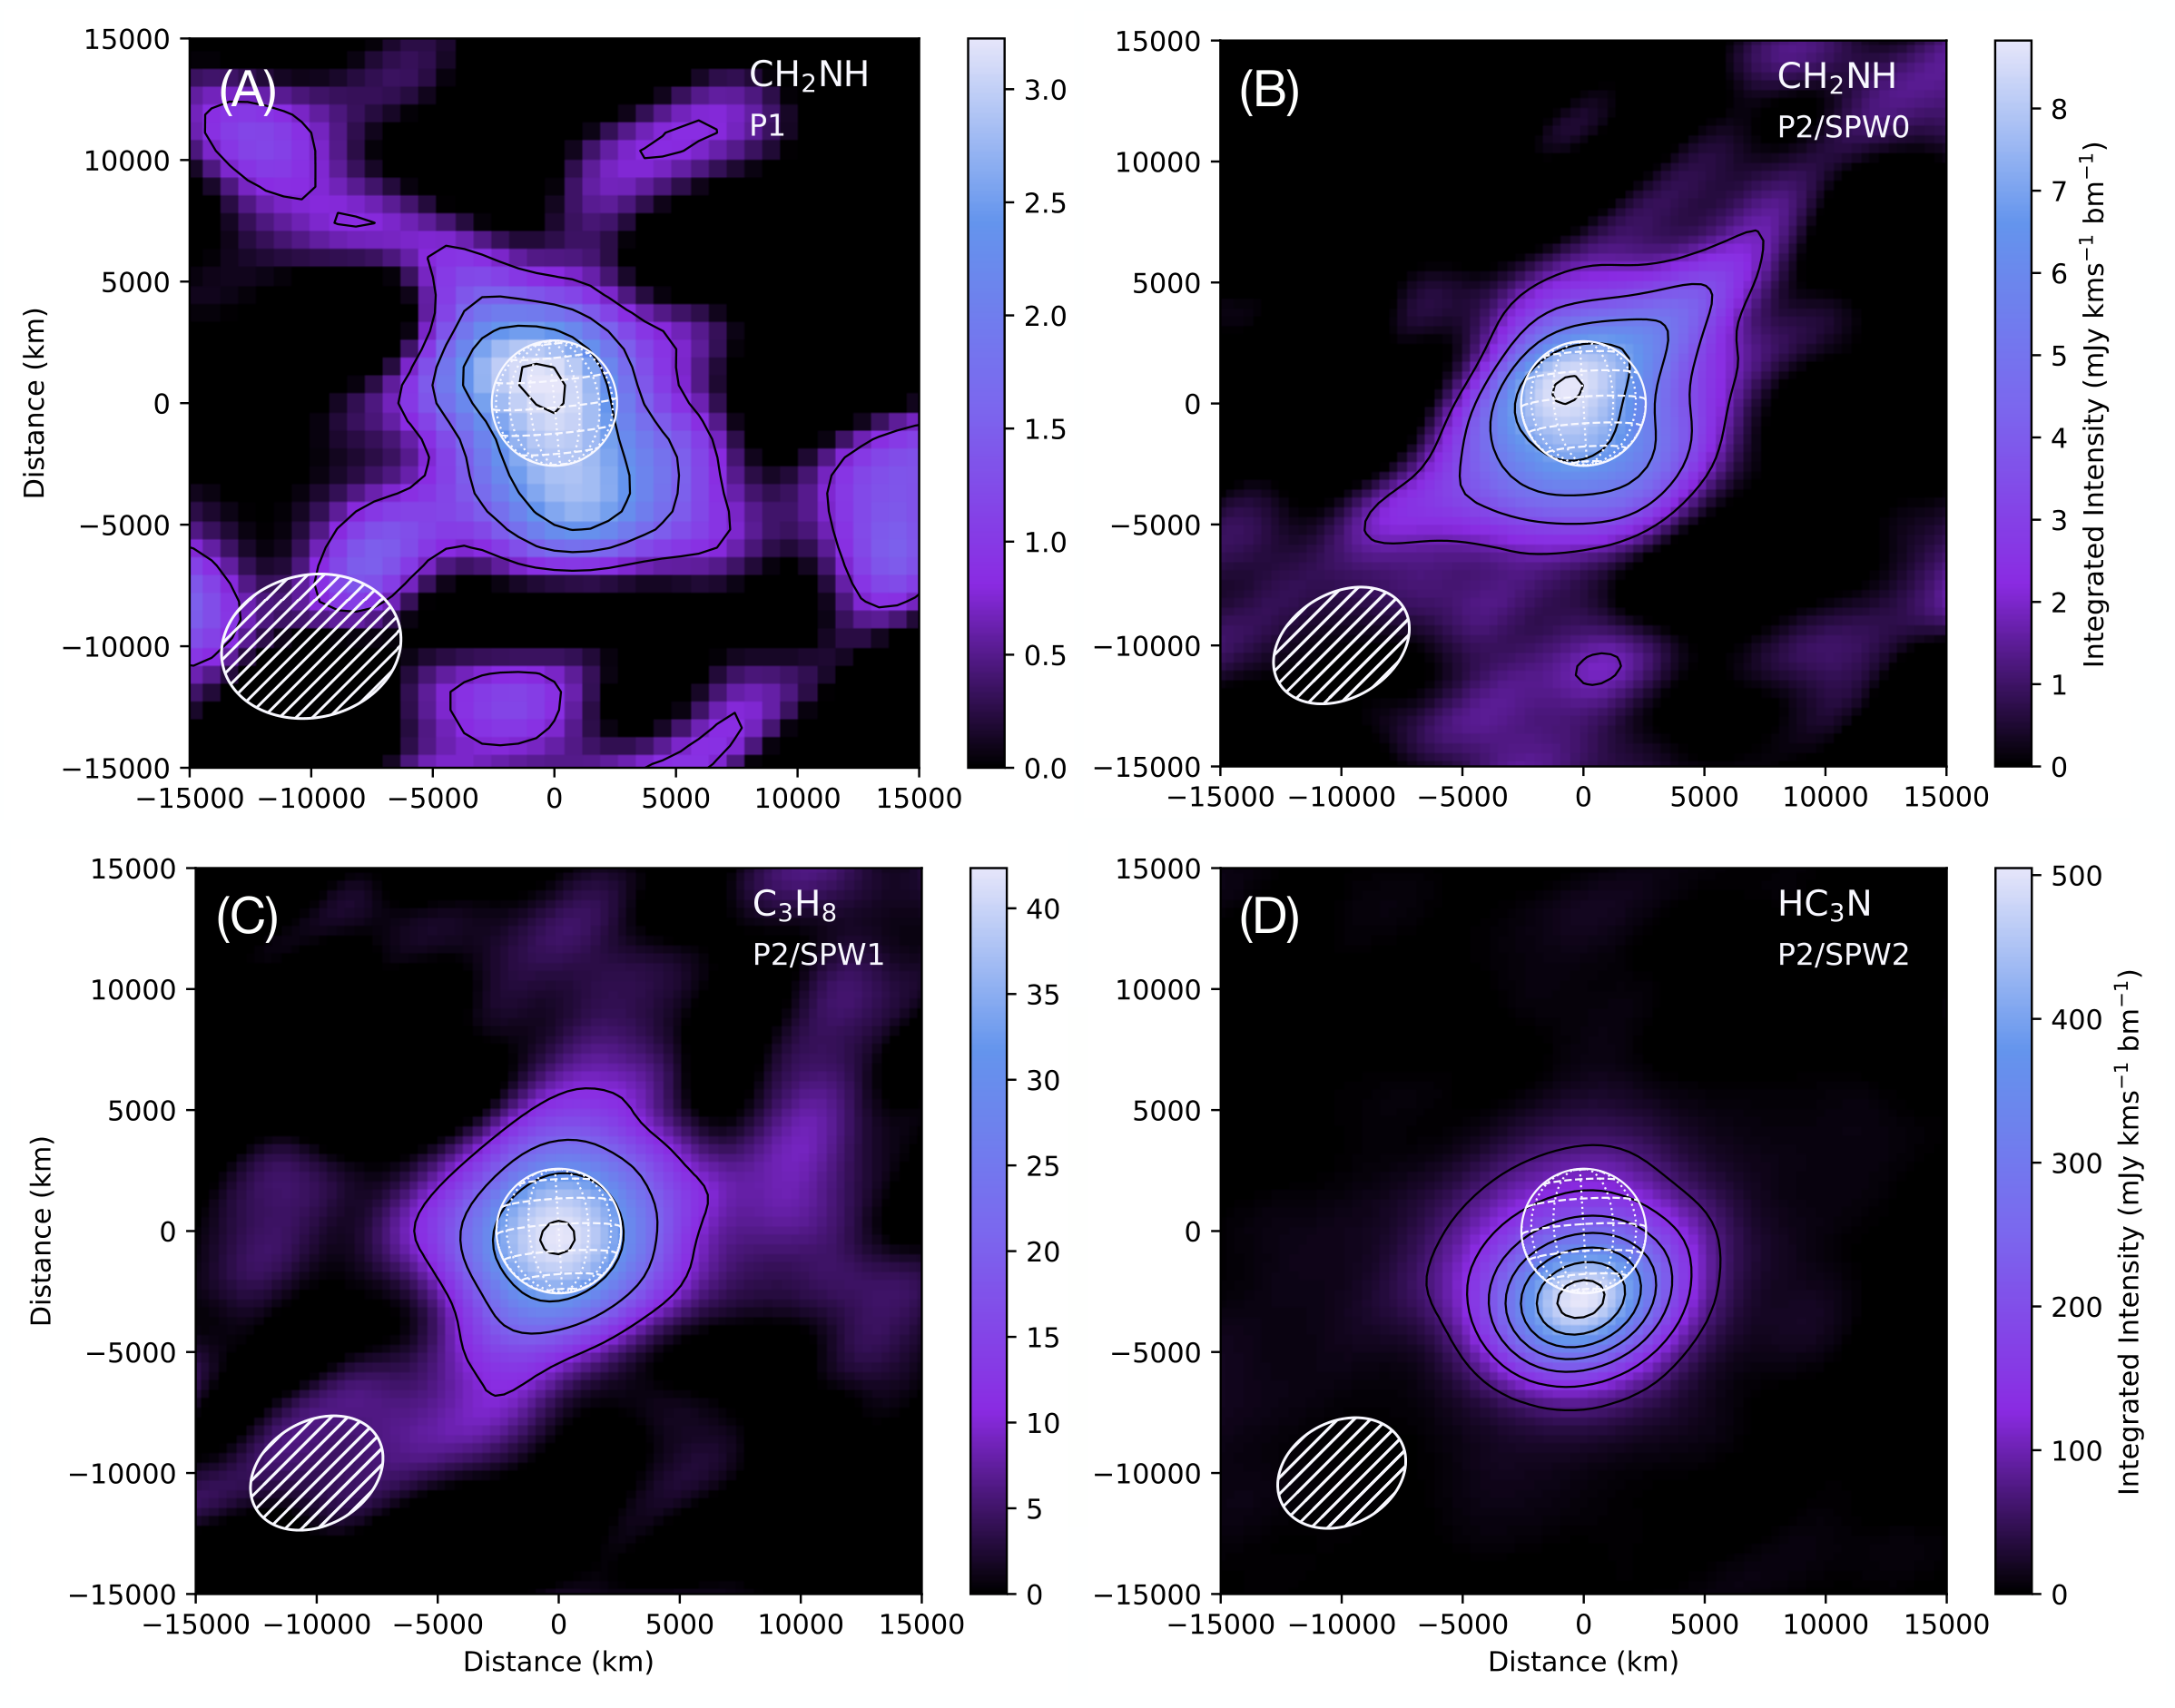 (A)
CH₂NH
P1
15000
10000
5000
0
−5000
−10000
−15000
Distance (km)
−15000 −10000 −5000 0 5000 10000 15000
3.0
2.5
2.0
1.5
1.0
0.5
0.0
(B)
CH₂NH
P2/SPW0
15000
10000
5000
0
−5000
−10000
−15000
−15000 −10000 −5000 0 5000 10000 15000
8
7
6
5
4
3
2
1
0
Integrated Intensity (mJy kms⁻¹ bm⁻¹)
(C)
C₃H₈
P2/SPW1
15000
10000
5000
0
−5000
−10000
−15000
Distance (km)
−15000 −10000 −5000 0 5000 10000 15000
Distance (km)
40
35
30
25
20
15
10
5
0
(D)
HC₃N
P2/SPW2
15000
10000
5000
0
−5000
−10000
−15000
−15000 −10000 −5000 0 5000 10000 15000
Distance (km)
500
400
300
200
100
0
Integrated Intensity (mJy kms⁻¹ bm⁻¹)